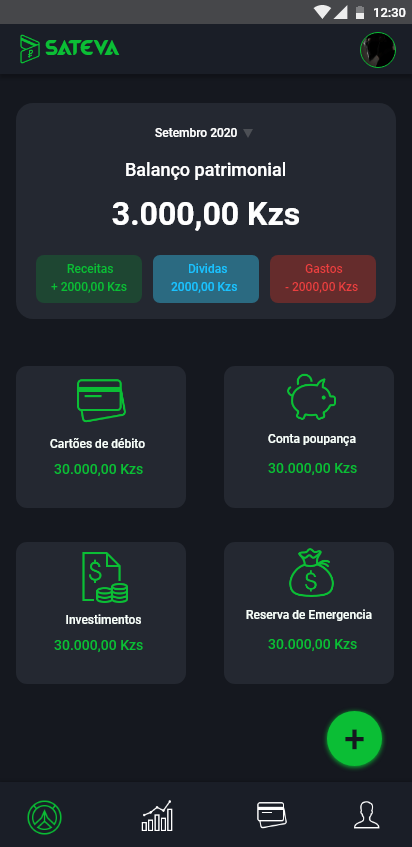 12:30
SATEVA
Setembro 2020
Balanço patrimonial
3.000,00 Kzs
Receitas
+ 2000,00 Kzs
Dividas
2000,00 Kzs
Gastos
- 2000,00 Kzs
Cartões de débito
30.000,00 Kzs
Conta poupança
30.000,00 Kzs
Investimentos
30.000,00 Kzs
Reserva de Emergencia
30.000,00 Kzs